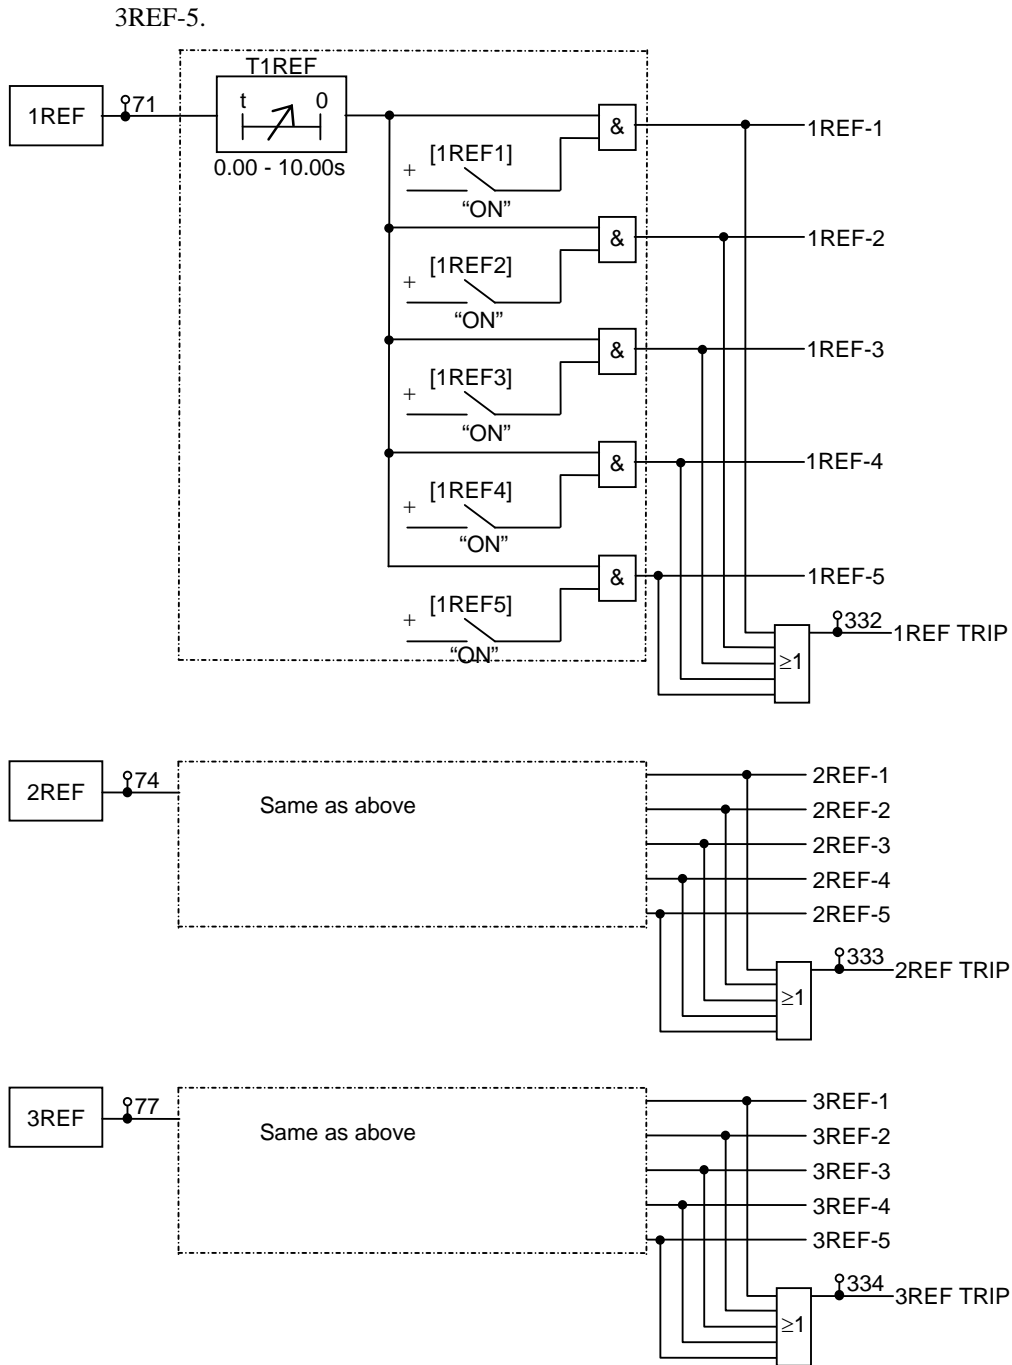 3REF-5.
T1REF
1REF
71
t 0
0.00 - 10.00s
&
1REF-1
+
[1REF1]
“ON”
&
1REF-2
+
[1REF2]
“ON”
&
1REF-3
+
[1REF3]
“ON”
&
1REF-4
+
[1REF4]
“ON”
&
1REF-5
+
[1REF5]
“ON”
332
1REF TRIP
≥1
2REF
74
Same as above
2REF-1
2REF-2
2REF-3
2REF-4
2REF-5
333
2REF TRIP
≥1
3REF
77
Same as above
3REF-1
3REF-2
3REF-3
3REF-4
3REF-5
334
3REF TRIP
≥1